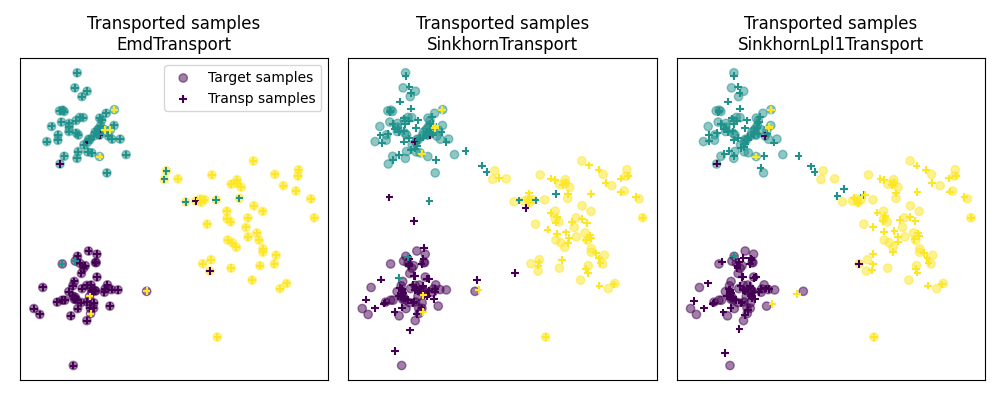 Transported samples
EmdTransport
Target samples
Transp samples
Transported samples
SinkhornTransport
Transported samples
SinkhornLpl1Transport